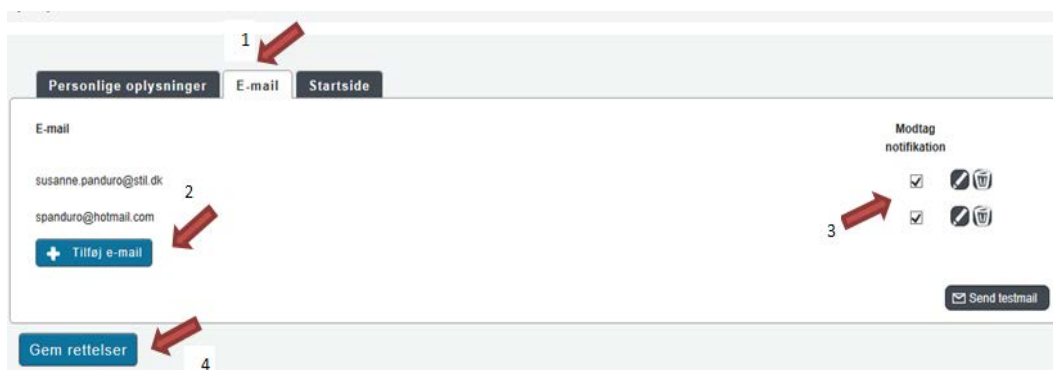 1
Personlige oplysninger E-mail Startside
E-mail
Modtag
notifikation
susanne.panduro@stil.dk
2
spanduro@hotmail.com
3
Tilføj e-mail
Send testmail
Gem rettelser
4